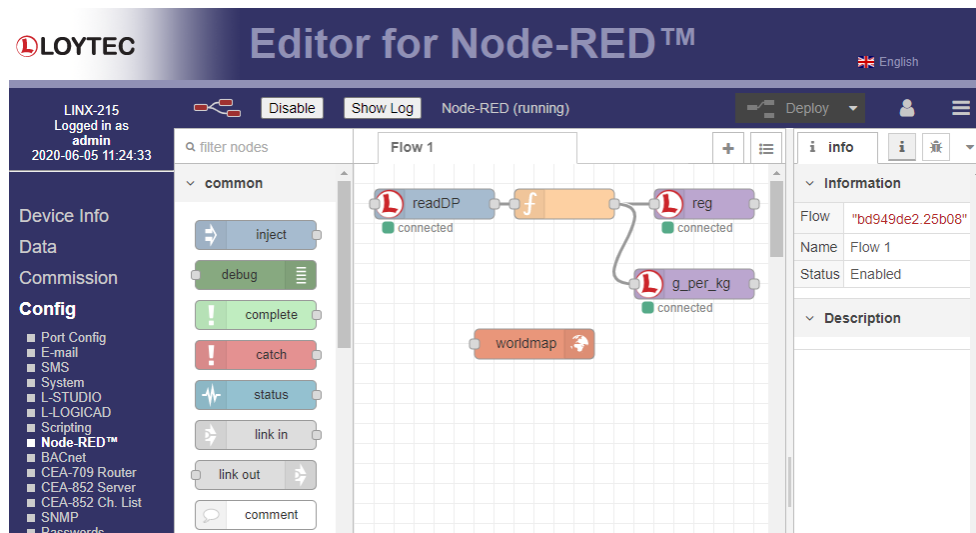 LOYTEC
Editor for Node-RED™
English
LINX-215
Logged in as
admin
2020-06-05 11:24:33
Disable
Show Log
Node-RED (running)
Deploy
Device Info
Data
Commission
Config
Port Config
E-mail
SMS
System
L-STUDIO
L-LOGICAD
Scripting
Node-RED™
BACnet
CEA-709 Router
CEA-852 Server
CEA-852 Ch. List
SNMP
Passwords
filter nodes
common
inject
debug
complete
catch
status
link in
link out
comment
Flow 1
readDP
connected
reg
connected
g_per_kg
connected
worldmap
info
Information
Flow "bd949de2.25b08"
Name Flow 1
Status Enabled
Description